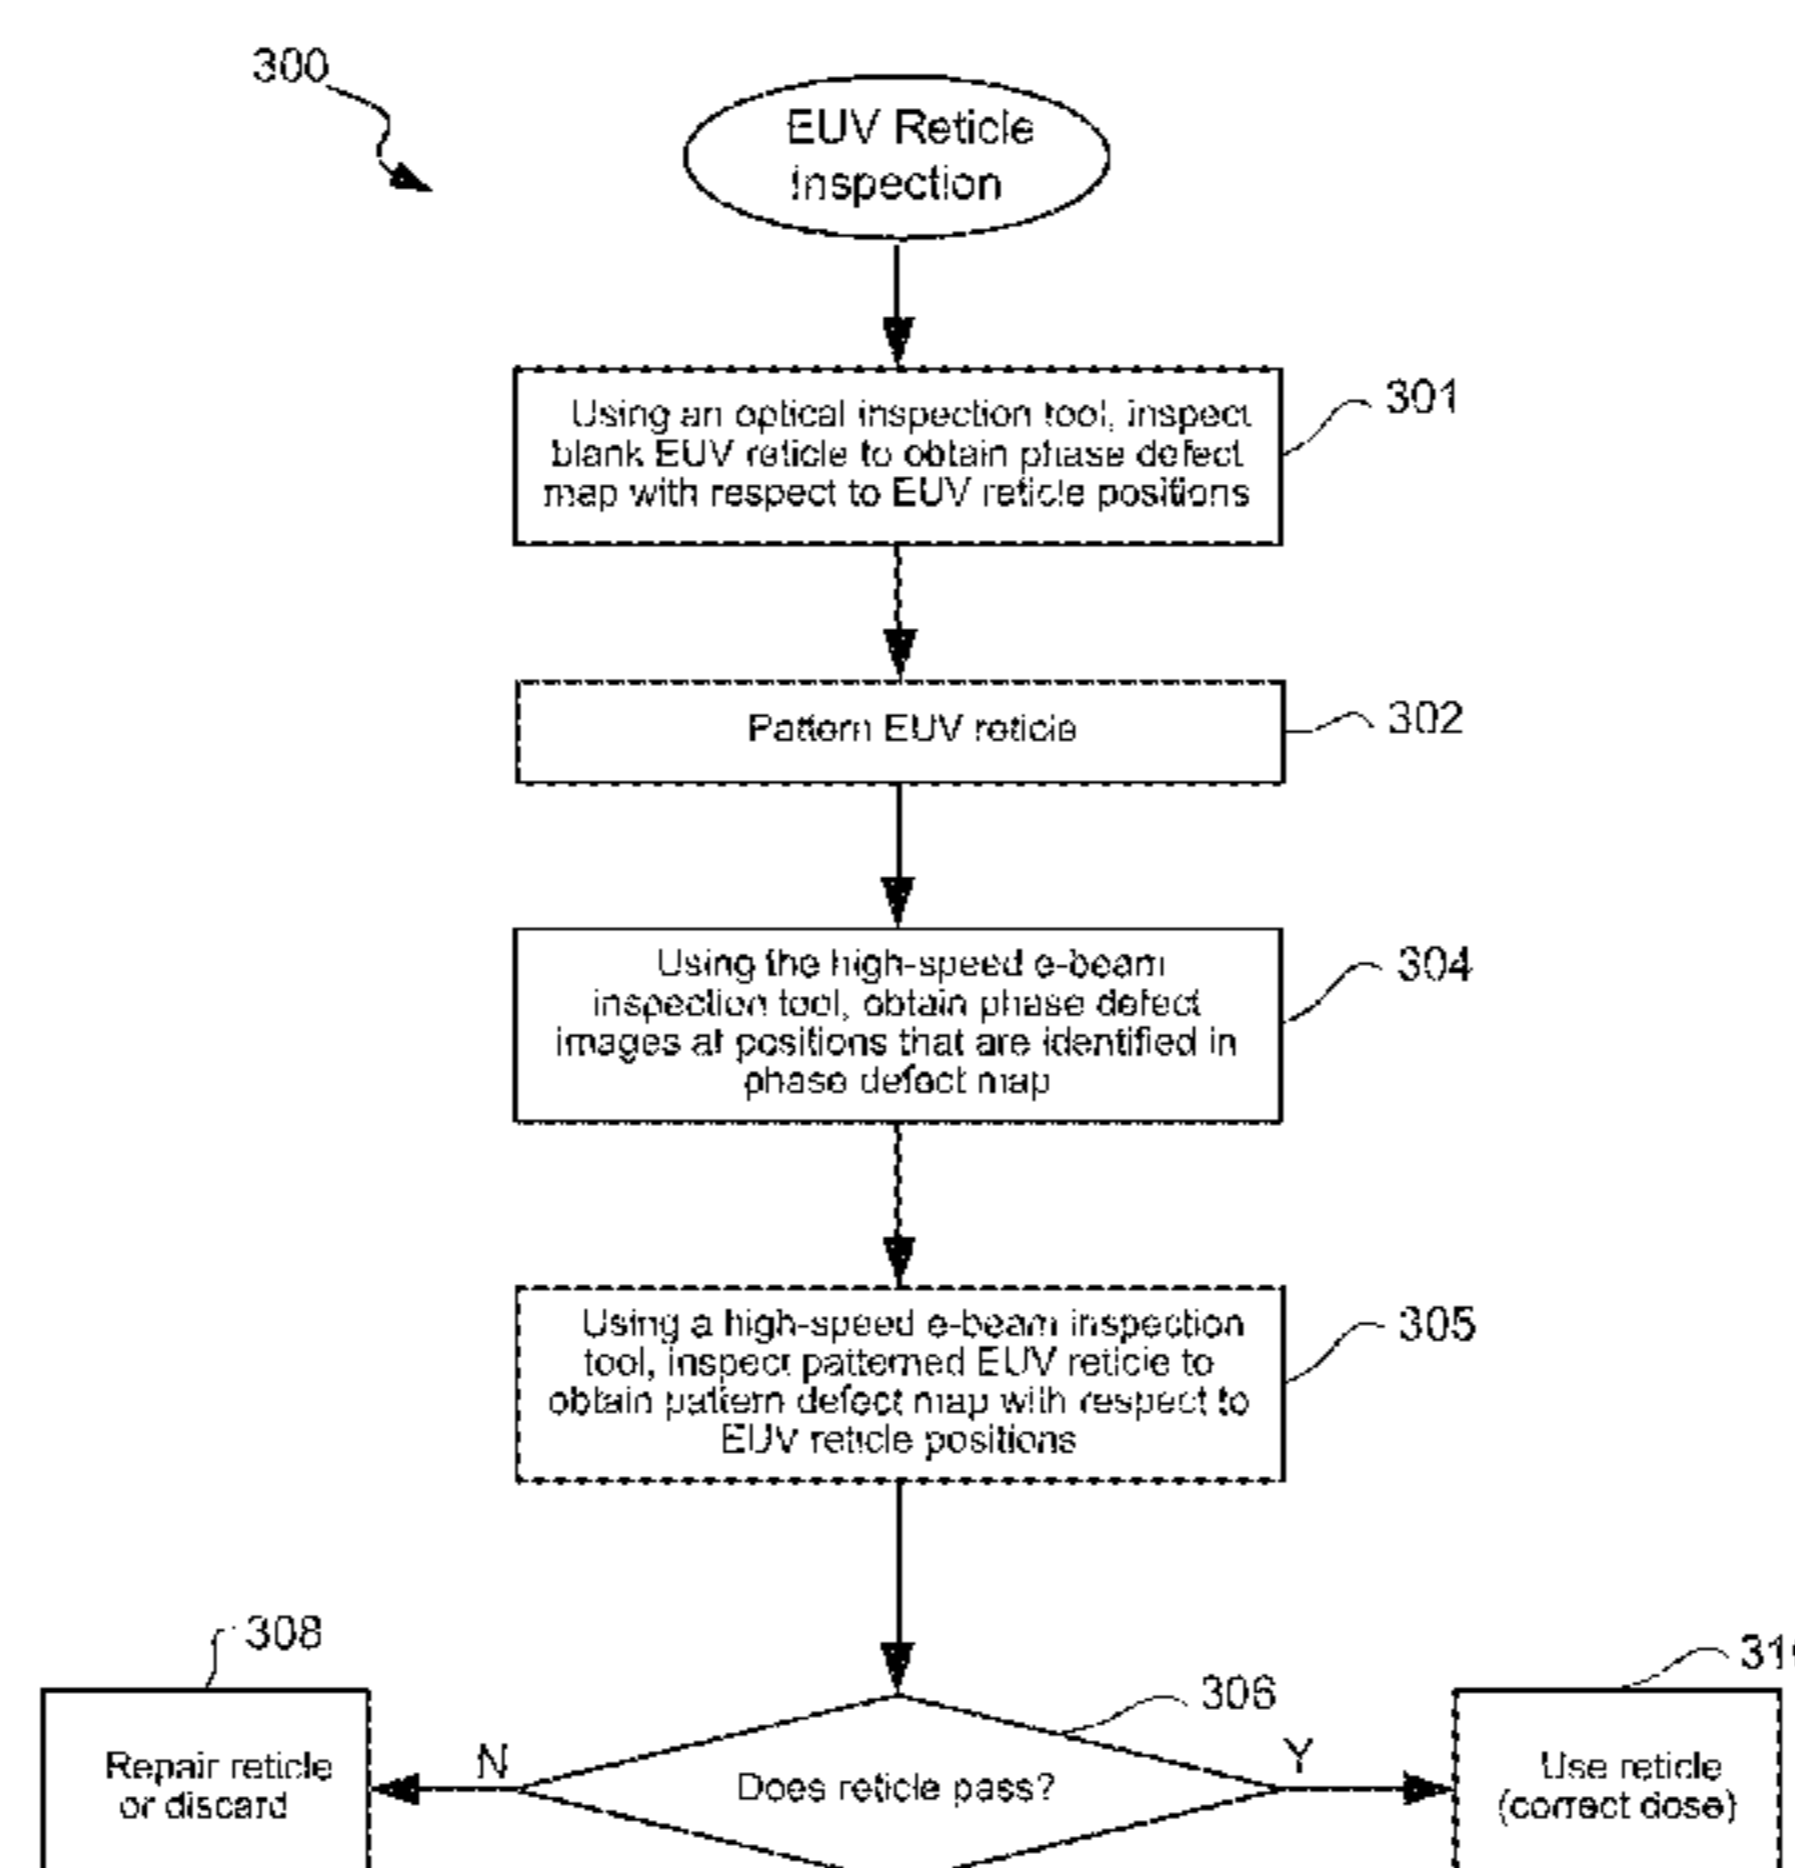 300
EUV Reticle
Inspection
Using an optical inspection tool, inspect
blank EUV reticle to obtain phase defect
map with respect to EUV reticle positions
301
Pattern EUV reticle
302
Using the high-speed e-beam
inspection tool, obtain phase defect
images at positions that are identified in
phase defect map
304
Using a high-speed e-beam inspection
tool, inspect patterned EUV reticle to
obtain pattern defect map with respect to
EUV reticle positions
305
308
306
Repair reticle
or discard
N
Does reticle pass?
Y
Use reticle
(correct dose)